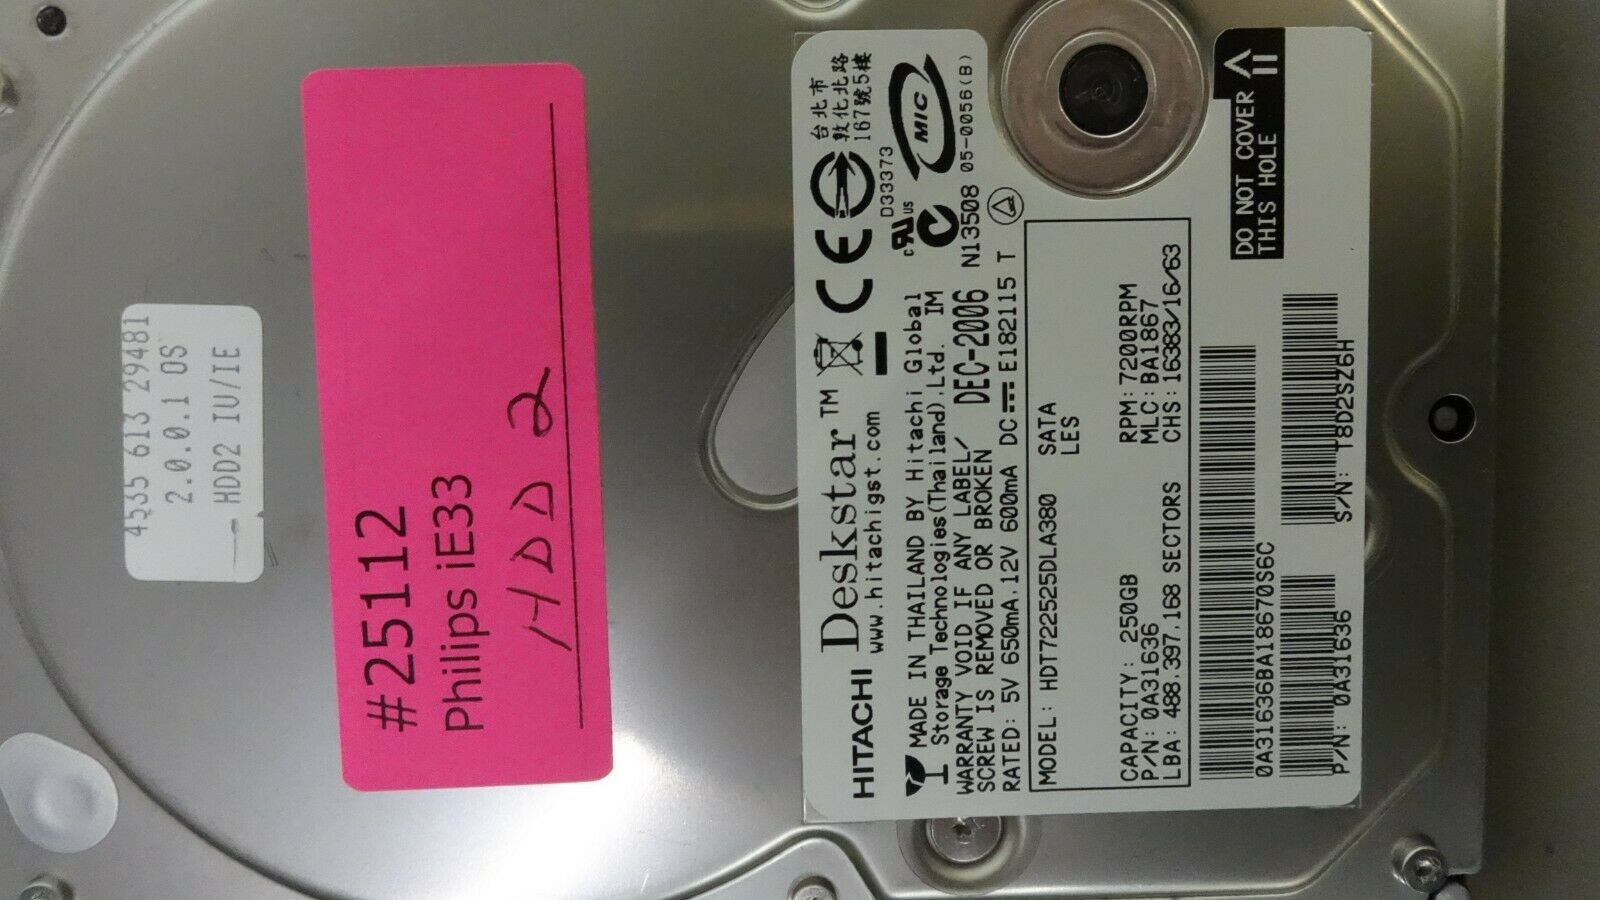 4535 613 29481
2.0.0.1 OS
HDD2 IU/IE
#25112
Philips iE33
HDD 2
HITACHI Deskstar™
www.hitachigst.com
CE
台北市
敦化北路
167號5樓
MADE IN THAILAND BY Hitachi Global
Storage Technologies(Thailand).Ltd. IM
WARRANTY VOID IF ANY LABEL/
SCREW IS REMOVED OR BROKEN
DEC-2006
RATED: 5V 650mA,12V 600mA DC E182115 T
c RU US
D33373
N13508
MIC
05-0056(B)
MODEL: HDT722525DLA380 SATA
LES
CAPACITY: 250GB RPM: 7200RPM
P/N: 0A31636 MLC: BA1867
LBA: 488.397.168 SECTORS CHS: 16383/16/63
0A31636BA18670S6C
P/N: 0A31636 S/N: T8D2SZ6H
DO NOT COVER
THIS HOLE